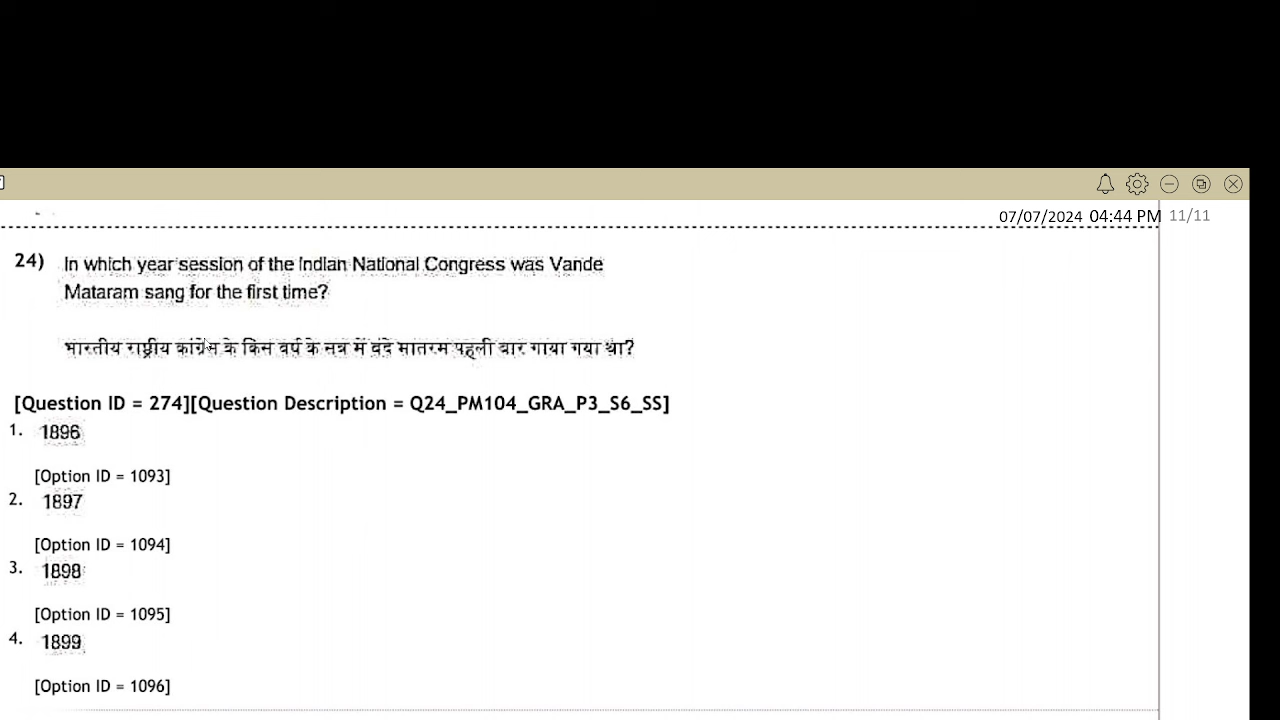 07/07/2024 04:44 PM 11/11
24) In which year session of the Indian National Congress was Vande
Mataram sang for the first time?
भारतीय राष्ट्रीय कांग्रेस के किस वर्ष के सत्र में वंदे मातरम पहली बार गाया गया था?
[Question ID = 274][Question Description = Q24_PM104_GRA_P3_S6_SS]
1. 1896
[Option ID = 1093]
2. 1897
[Option ID = 1094]
3. 1898
[Option ID = 1095]
4. 1899
[Option ID = 1096]